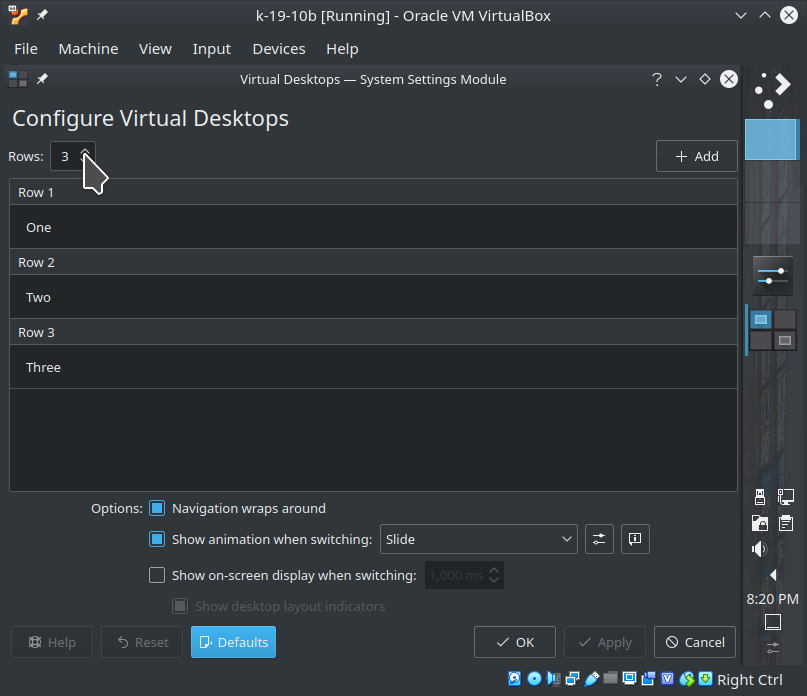 k-19-10b [Running] - Oracle VM VirtualBox
File Machine View Input Devices Help
Virtual Desktops — System Settings Module
Configure Virtual Desktops
Rows: 3 Add
Row 1
One
Row 2
Two
Row 3
Three
Options: Navigation wraps around
Show animation when switching: Slide
Show on-screen display when switching: 1,000 ms
Show desktop layout indicators
8:20 PM
Help Reset Defaults OK Apply Cancel
Right Ctrl